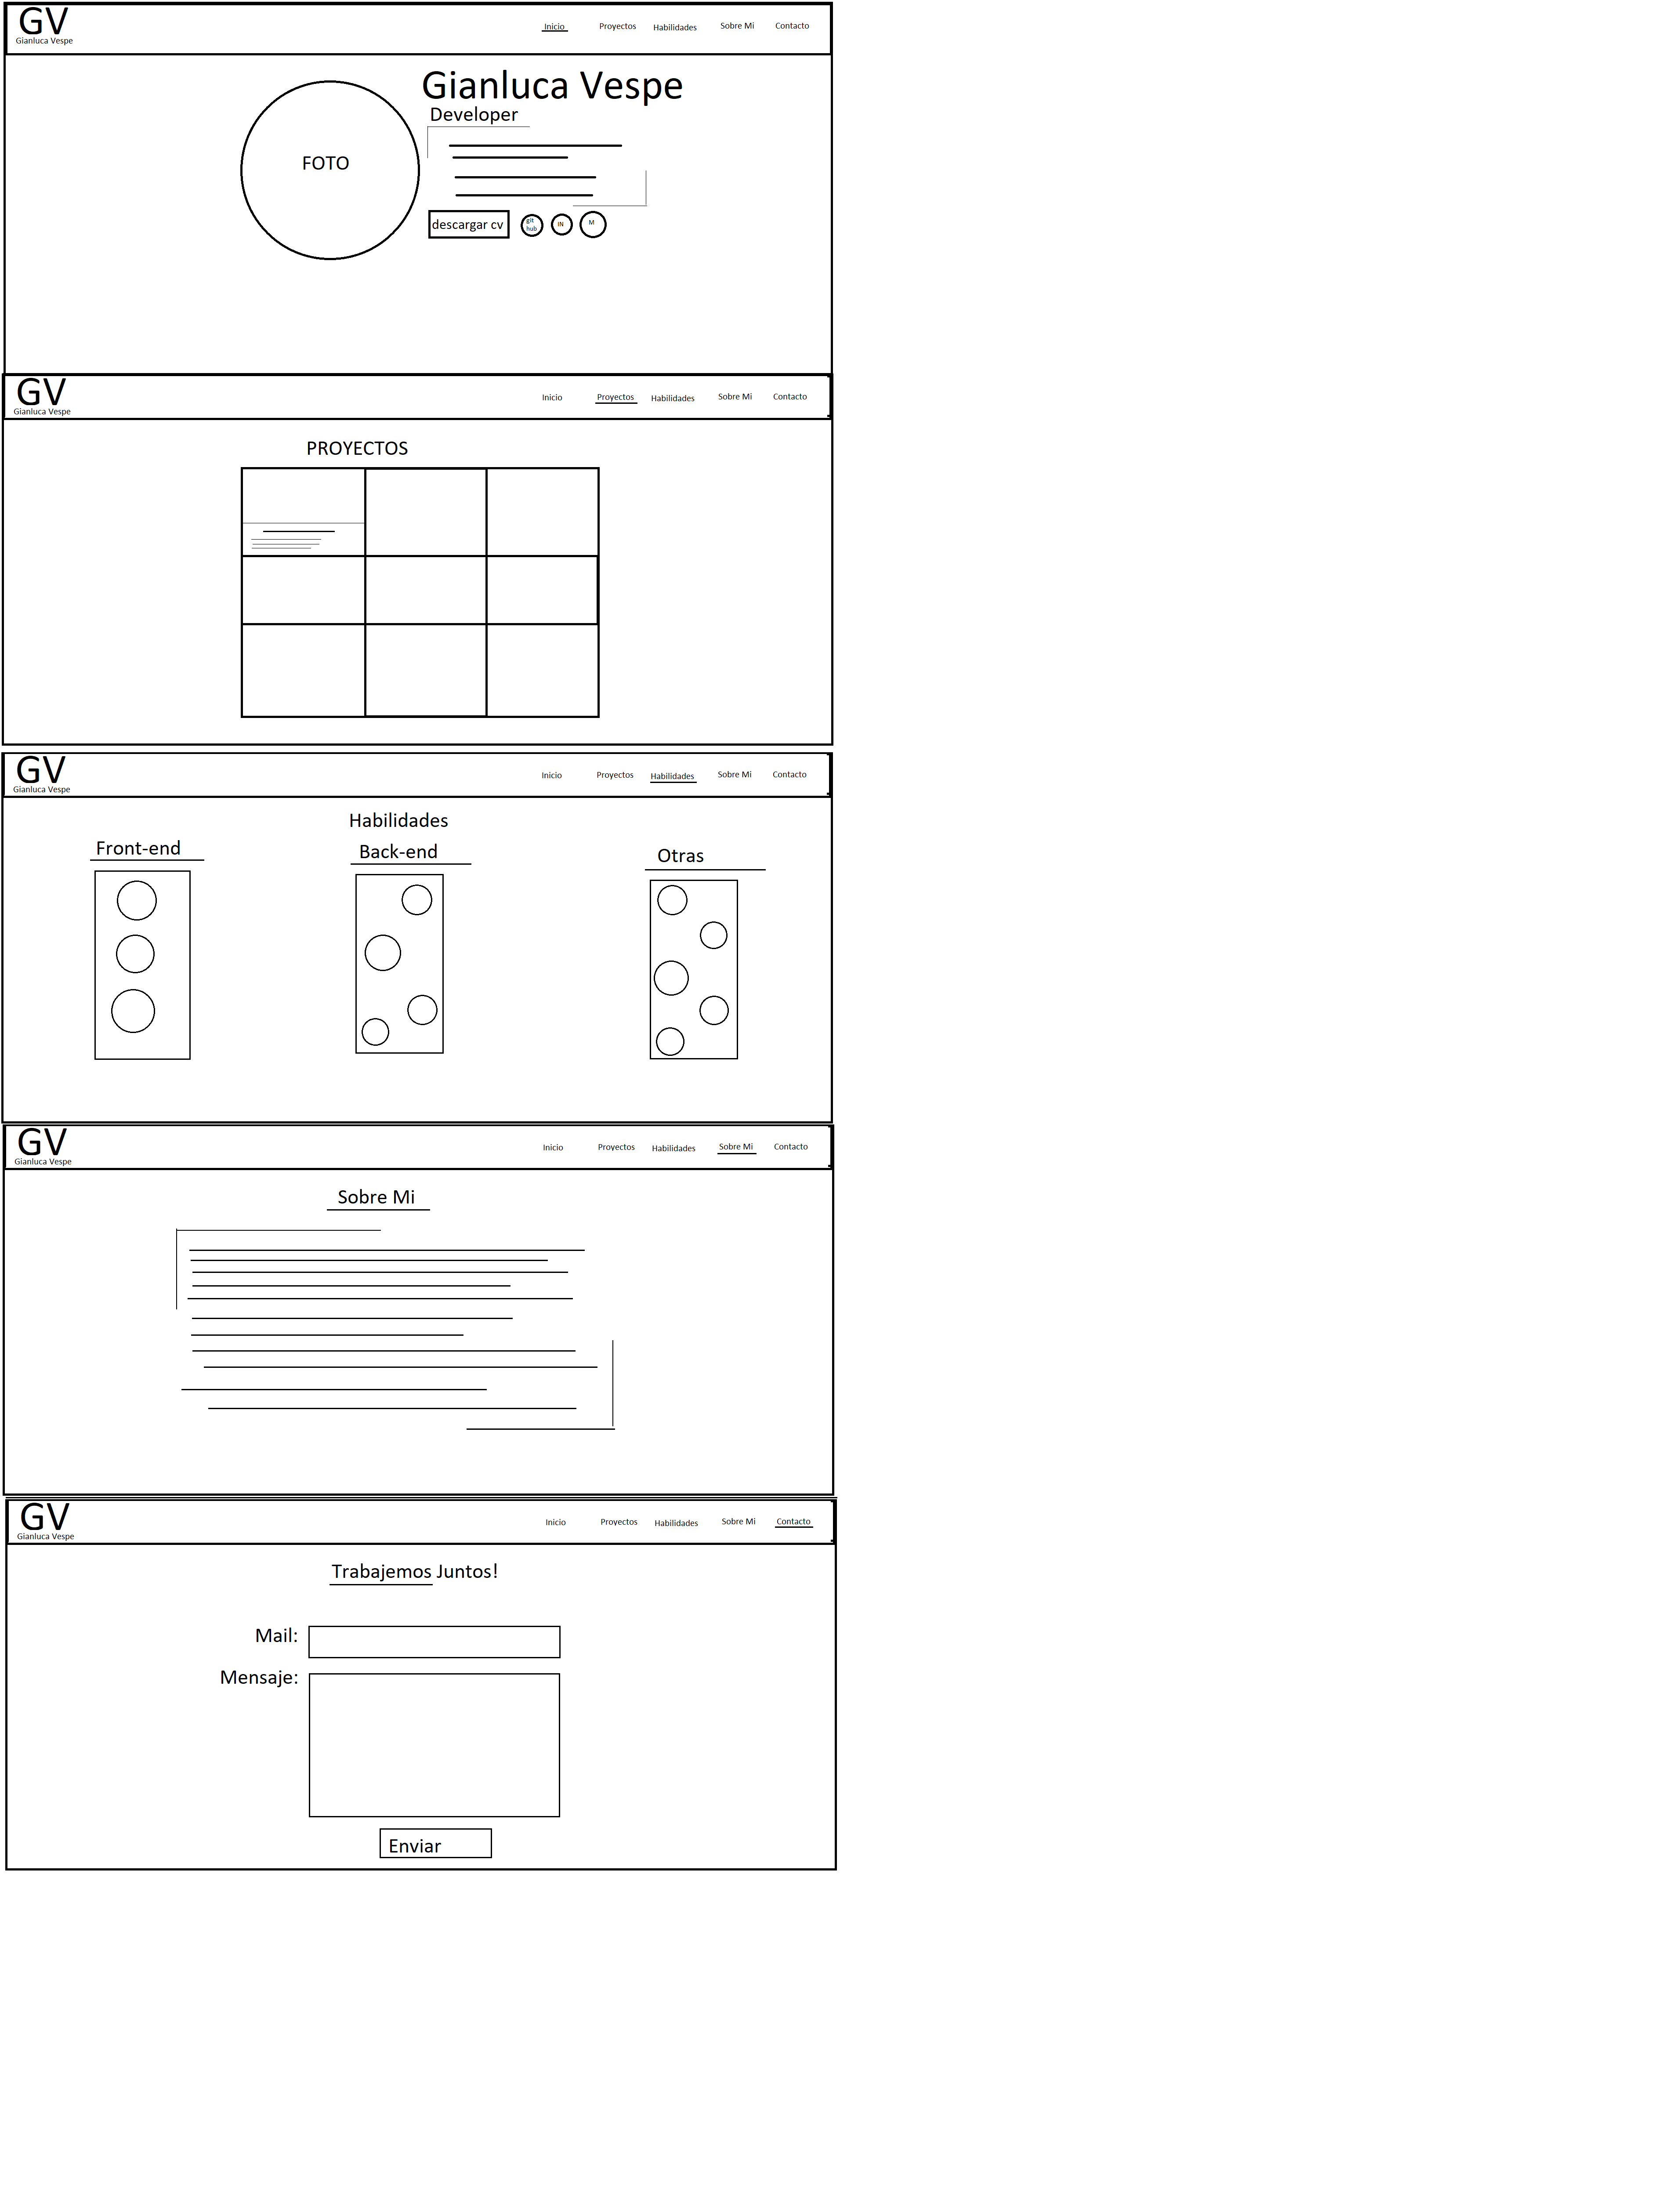 GV
Gianluca Vespe
Inicio Proyectos Habilidades Sobre Mi Contacto
Gianluca Vespe
Developer
FOTO
descargar cv
git
hub
IN
M
GV
Gianluca Vespe
Inicio Proyectos Habilidades Sobre Mi Contacto
PROYECTOS
GV
Gianluca Vespe
Inicio Proyectos Habilidades Sobre Mi Contacto
Habilidades
Front-end
Back-end
Otras
GV
Gianluca Vespe
Inicio Proyectos Habilidades Sobre Mi Contacto
Sobre Mi
GV
Gianluca Vespe
Inicio Proyectos Habilidades Sobre Mi Contacto
Trabajemos Juntos!
Mail:
Mensaje:
Enviar